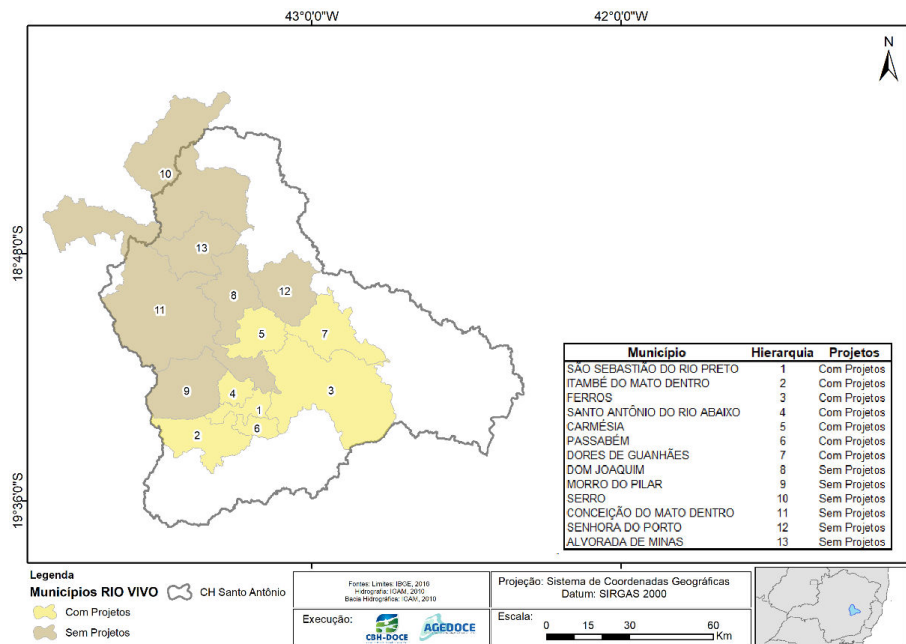 43°0'0"W 42°0'0"W
N
18°48'0"S
19°36'0"S
10
13
8
12
11
5
7
9
4
3
1
2
6
Município Hierarquia Projetos
SÃO SEBASTIÃO DO RIO PRETO 1 Com Projetos
ITAMBÉ DO MATO DENTRO 2 Com Projetos
FERROS 3 Com Projetos
SANTO ANTÔNIO DO RIO ABAIXO 4 Com Projetos
CARMÉSIA 5 Com Projetos
PASSABÉM 6 Com Projetos
DORES DE GUANHÃES 7 Com Projetos
DOM JOAQUIM 8 Sem Projetos
MORRO DO PILAR 9 Sem Projetos
SERRO 10 Sem Projetos
CONCEIÇÃO DO MATO DENTRO 11 Sem Projetos
SENHORA DO PORTO 12 Sem Projetos
ALVORADA DE MINAS 13 Sem Projetos
Legenda
Municípios RIO VIVO
CH Santo Antônio
Com Projetos
Sem Projetos
Fontes: Limites: IBGE, 2016
Hidrografia: IGAM, 2010
Bacia Hidrográfica: IGAM, 2010
Execução:
CBH-DOCE
AGEDOCE
Projeção: Sistema de Coordenadas Geográficas
Datum: SIRGAS 2000
Escala:
0 15 30 60
Km